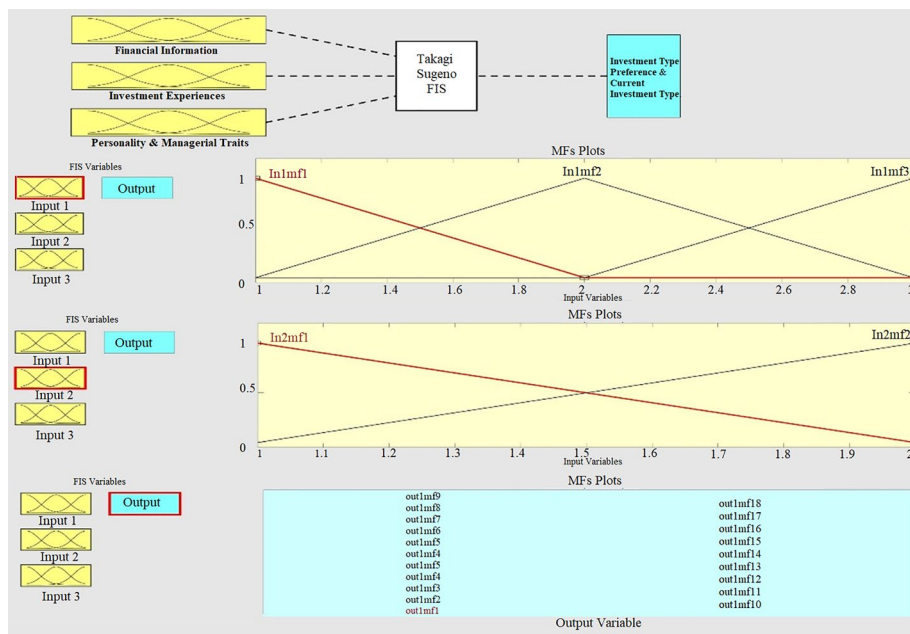 Financial Information
Investment Experiences
Personality & Managerial Traits
Takagi
Sugeno
FIS
Investment Type
Preference &
Current
Investment Type
MFs Plots
FIS Variables
Input 1
Output
Input 2
Input 3
In1mf1
In1mf2
In1mf3
1
0.5
0
1 1.2 1.4 1.6 1.8 2 2.2 2.4 2.6 2.8 3
Input Variables
MFs Plots
FIS Variables
Input 1
Output
Input 2
Input 3
In2mf1
In2mf2
1
0.5
0
1 1.1 1.2 1.3 1.4 1.5 1.6 1.7 1.8 1.9 2
Input Variables
MFs Plots
FIS Variables
Input 1
Output
Input 2
Input 3
out1mf9
out1mf8
out1mf7
out1mf6
out1mf5
out1mf4
out1mf5
out1mf4
out1mf3
out1mf2
out1mf1
out1mf18
out1mf17
out1mf16
out1mf15
out1mf14
out1mf13
out1mf12
out1mf11
out1mf10
Output Variable